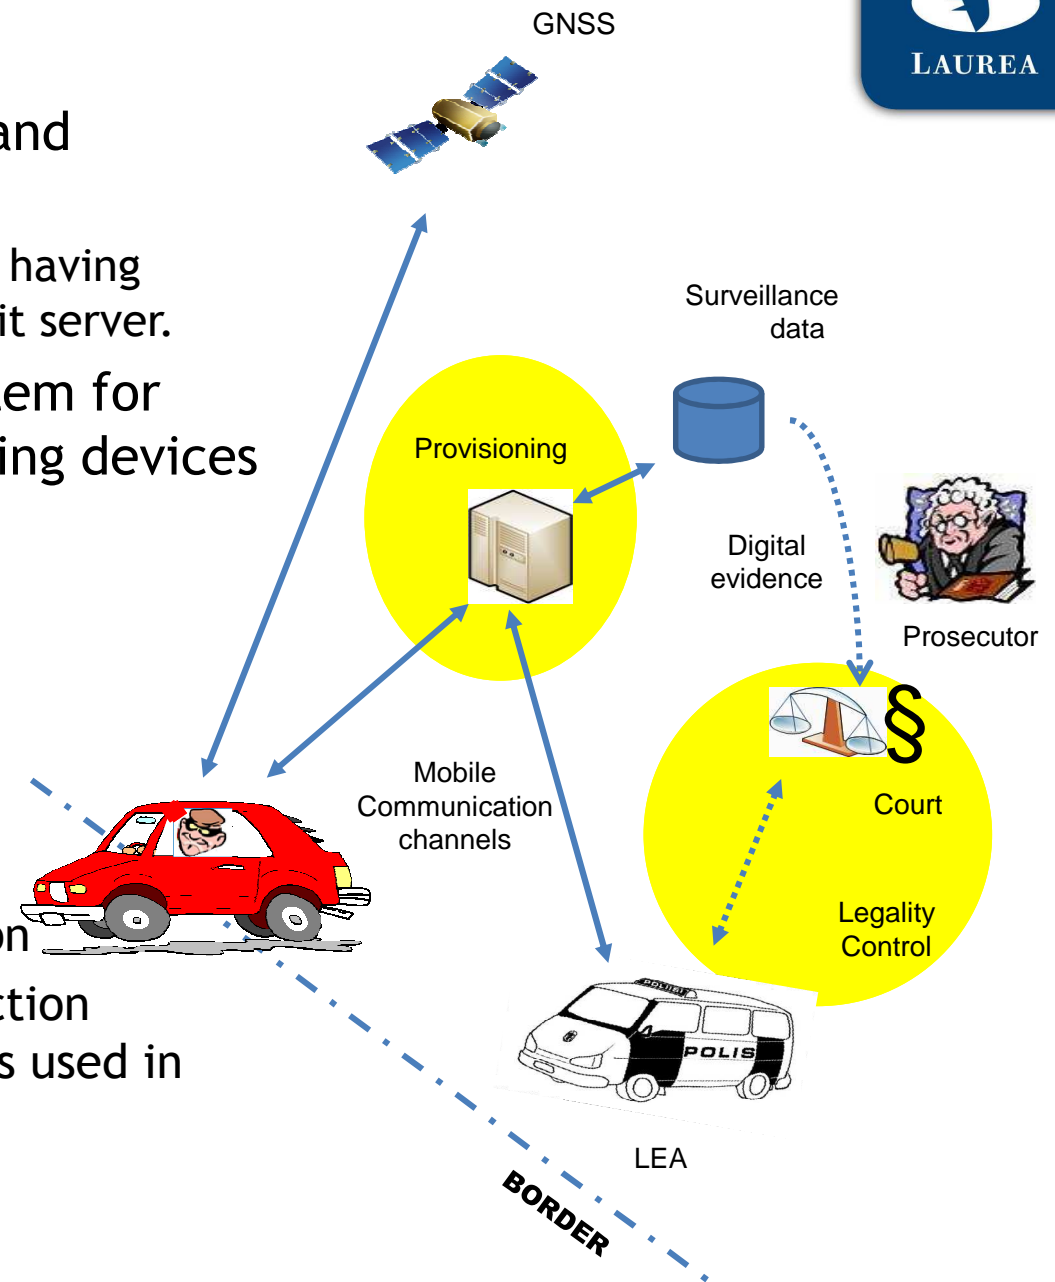 GNSS
LAUREA
and
having
it server.
Surveillance
data
em for
ing devices
Provisioning
Digital
evidence
Prosecutor
§
Mobile
Communication
channels
Court
Legality
Control
on
ction
s used in
POLIISI
POLIS
LEA
BORDER